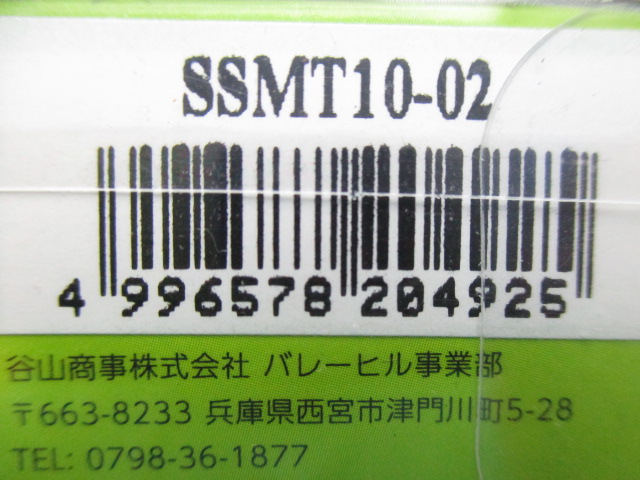 SSMT10-02
4 996578 204925
谷山商事株式会社 バレーヒル事業部
〒663-8233 兵庫県西宮市津門川町5-28
TEL: 0798-36-1877